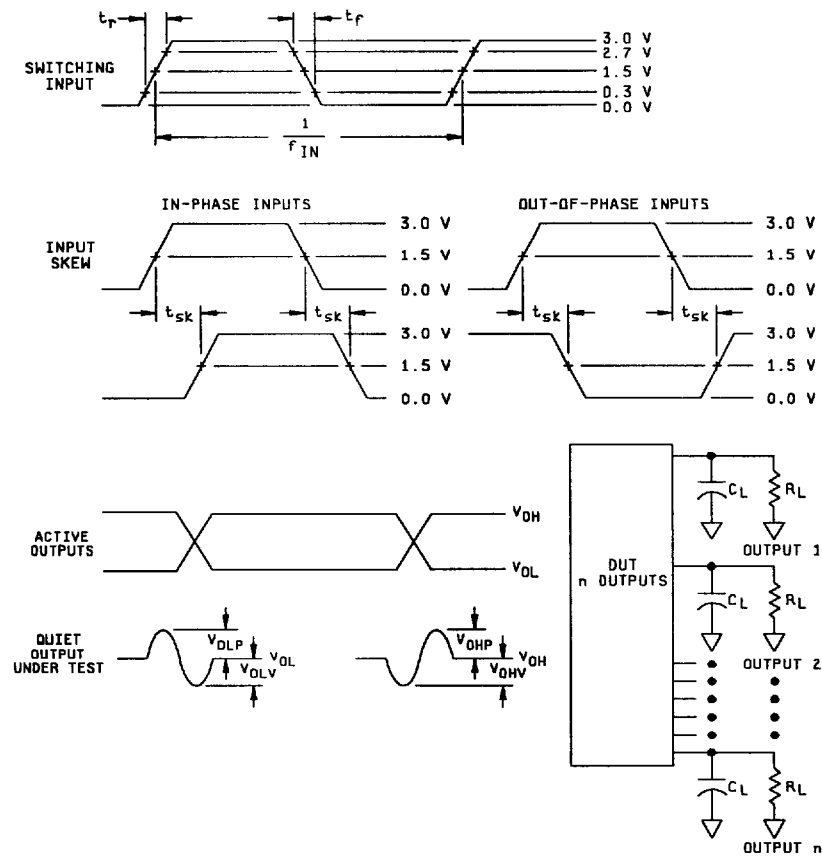 t_r
t_f
SWITCHING INPUT
3.0 V
2.7 V
1.5 V
0.3 V
0.0 V
1
f_IN
IN-PHASE INPUTS
OUT-OF-PHASE INPUTS
INPUT SKEW
3.0 V
1.5 V
0.0 V
3.0 V
1.5 V
0.0 V
t_sk
t_sk
t_sk
t_sk
3.0 V
1.5 V
0.0 V
3.0 V
1.5 V
0.0 V
ACTIVE OUTPUTS
V_OH
V_OL
DUT
n OUTPUTS
C_L
R_L
OUTPUT 1
C_L
R_L
OUTPUT 2
C_L
R_L
OUTPUT n
QUIET OUTPUT UNDER TEST
V_OLP
V_OLV
V_OL
V_OHP
V_OHV
V_OH